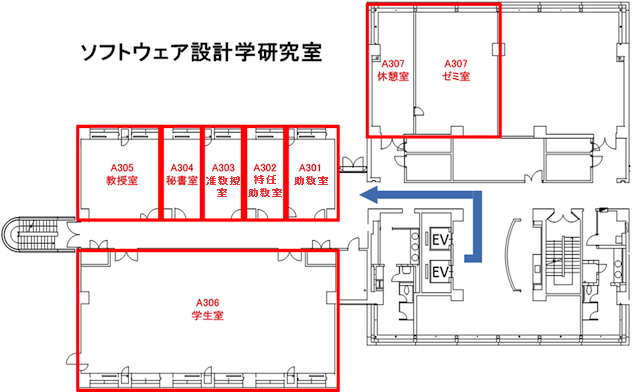 ソフトウェア設計学研究室
A307
休憩室
A307
ゼミ室
A305
教授室
A304
秘書室
A303
准教授
室
A302
特任
助教室
A301
助教室
EV
EV
A306
学生室